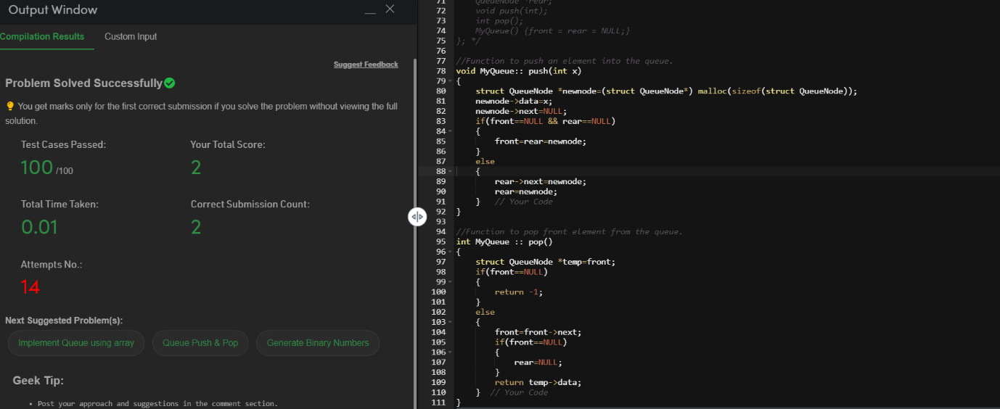 Output Window
Compilation Results
Custom Input
Suggest Feedback
Problem Solved Successfully
You get marks only for the first correct submission if you solve the problem without viewing the full
solution.
Test Cases Passed:
Your Total Score:
100 /100
2
Total Time Taken:
Correct Submission Count:
0.01
2
Attempts No.:
14
Next Suggested Problem(s):
Implement Queue using array
Queue Push & Pop
Generate Binary Numbers
Geek Tip:
• Post your approach and suggestions in the comment section.
71 QueueNode *rear;
72 void push(int);
73 int pop();
74 MyQueue() {front = rear = NULL;}
75 }; */
76
77 //Function to push an element into the queue.
78 void MyQueue:: push(int x)
79 {
80 struct QueueNode *newnode=(struct QueueNode*) malloc(sizeof(struct QueueNode));
81 newnode->data=x;
82 newnode->next=NULL;
83 if(front==NULL && rear==NULL)
84 {
85 front=rear=newnode;
86 }
87 else
88 {
89 rear->next=newnode;
90 rear=newnode;
91 } // Your Code
92 }
93
94 //Function to pop front element from the queue.
95 int MyQueue :: pop()
96 {
97 struct QueueNode *temp=front;
98 if(front==NULL)
99 {
100 return -1;
101 }
102 else
103 {
104 front=front->next;
105 if(front==NULL)
106 {
107 rear=NULL;
108 }
109 return temp->data;
110 } // Your Code
111 }